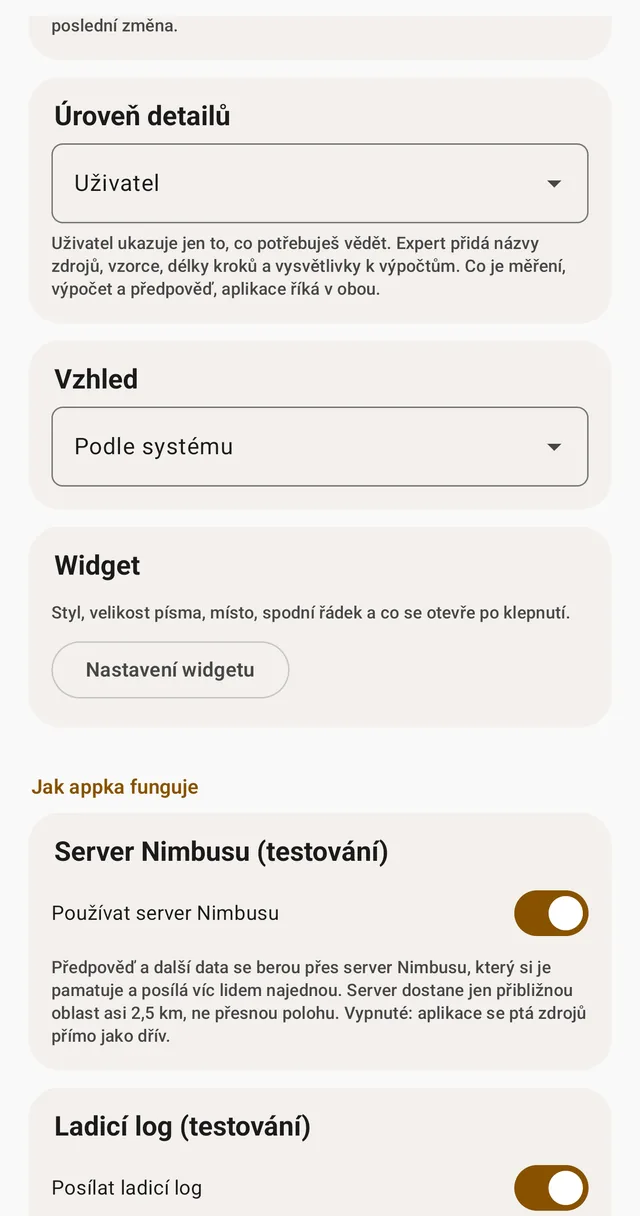 poslední změna.
Úroveň detailů
Uživatel
Uživatel ukazuje jen to, co potřebuješ vědět. Expert přidá názvy
zdrojů, vzorce, délky kroků a vysvětlivky k výpočtům. Co je měření,
výpočet a předpověď, aplikace říká v obou.
Vzhled
Podle systému
Widget
Styl, velikost písma, místo, spodní řádek a co se otevře po klepnutí.
Nastavení widgetu
Jak appka funguje
Server Nimbusu (testování)
Používat server Nimbusu
Předpověď a další data se berou přes server Nimbusu, který si je
pamatuje a posílá víc lidem najednou. Server dostane jen přibližnou
oblast asi 2,5 km, ne přesnou polohu. Vypnuté: aplikace se ptá zdrojů
přímo jako dřív.
Ladicí log (testování)
Posílat ladicí log